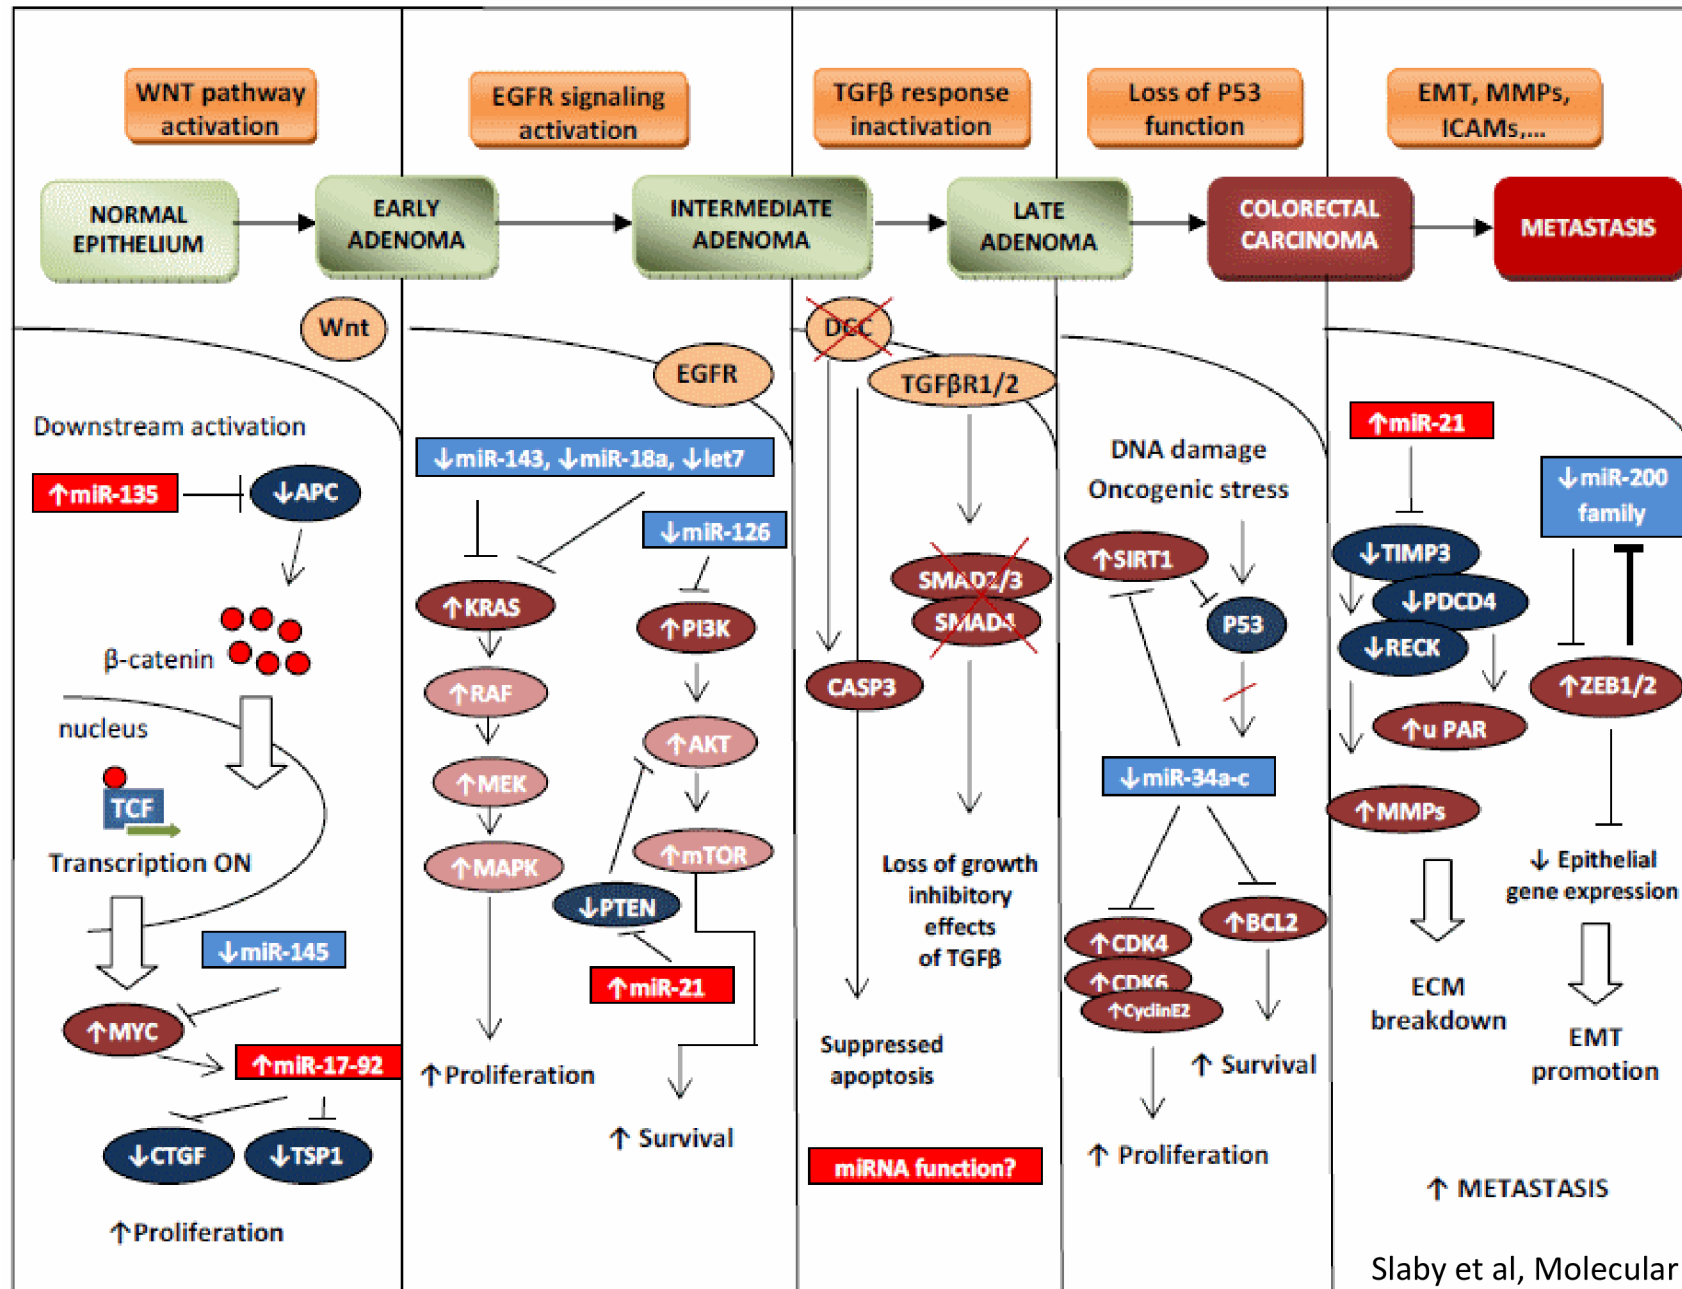 WNT pathway
activation
EGFR signaling
activation
TGFβ response
inactivation
Loss of P53
function
EMT, MMPs,
ICAMs,...
NORMAL
EPITHELIUM
EARLY
ADENOMA
INTERMEDIATE
ADENOMA
LATE
ADENOMA
COLORECTAL
CARCINOMA
METASTASIS
Wnt
Downstream activation
↑miR-135
↓APC
β-catenin
nucleus
TCF
Transcription ON
↓miR-145
↑MYC
↑miR-17-92
↓CTGF
↓TSP1
↑Proliferation
EGFR
↓miR-143, ↓miR-18a, ↓let7
↓miR-126
↑KRAS
↑PI3K
↑RAF
↑AKT
↑MEK
↑mTOR
↑MAPK
↓PTEN
↑miR-21
↑Proliferation
↑ Survival
DCC
TGFβR1/2
SMAD2/3
SMAD4
CASP3
Loss of growth
inhibitory
effects
of TGFβ
Suppressed
apoptosis
miRNA function?
DNA damage
Oncogenic stress
↑SIRT1
P53
↓miR-34a-c
↑CDK4
↑CDK6
↑CyclinE2
↑BCL2
↑ Survival
↑ Proliferation
↑miR-21
↓miR-200
family
↓TIMP3
↓PDCD4
↓RECK
↑ZEB1/2
↑u PAR
↑MMPs
↓ Epithelial
gene expression
ECM
breakdown
EMT
promotion
↑ METASTASIS
Slaby et al, Molecular